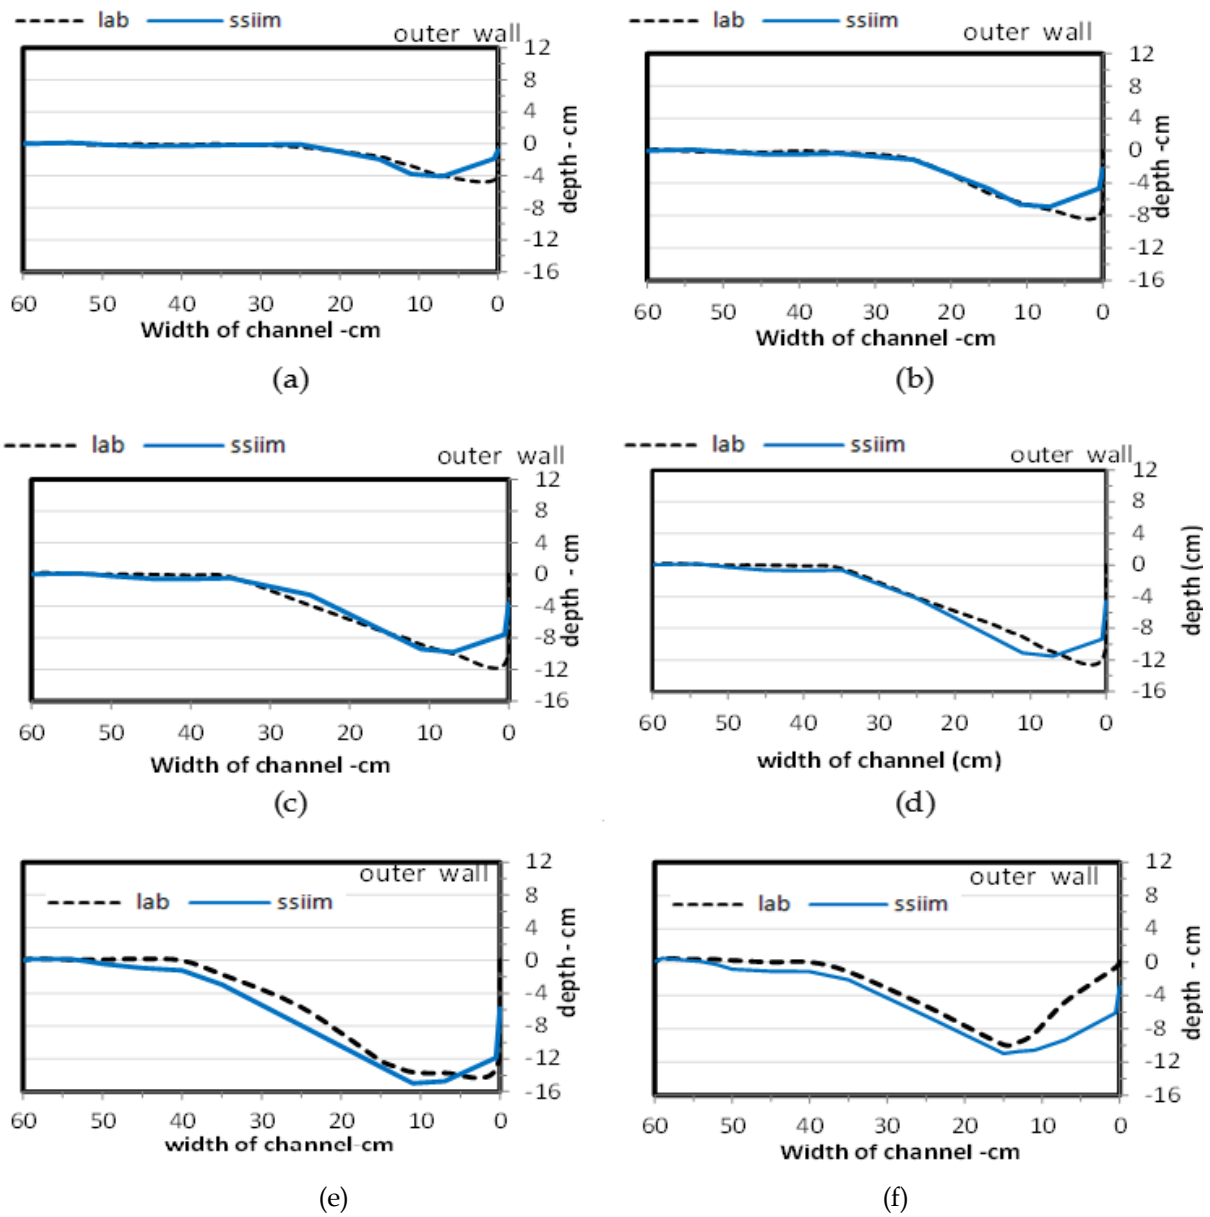 lab ssiim
outer wall
12
8
4
0
-4
-8
-12
-16
depth - cm
60 50 40 30 20 10 0
Width of channel -cm
(a)
lab ssiim
outer wall
12
8
4
0
-4
-8
-12
-16
depth -cm
60 50 40 30 20 10 0
Width of channel -cm
(b)
lab ssiim
outer wall
12
8
4
0
-4
-8
-12
-16
depth - cm
60 50 40 30 20 10 0
Width of channel -cm
(c)
lab ssiim
outer wall
12
8
4
0
-4
-8
-12
-16
depth (cm)
60 50 40 30 20 10 0
width of channel (cm)
(d)
outer wall
lab ssiim
12
8
4
0
-4
-8
-12
-16
depth - cm
60 50 40 30 20 10 0
width of channel-cm
(e)
outer wall
lab ssiim
12
8
4
0
-4
-8
-12
-16
depth - cm
60 50 40 30 20 10 0
Width of channel -cm
(f)